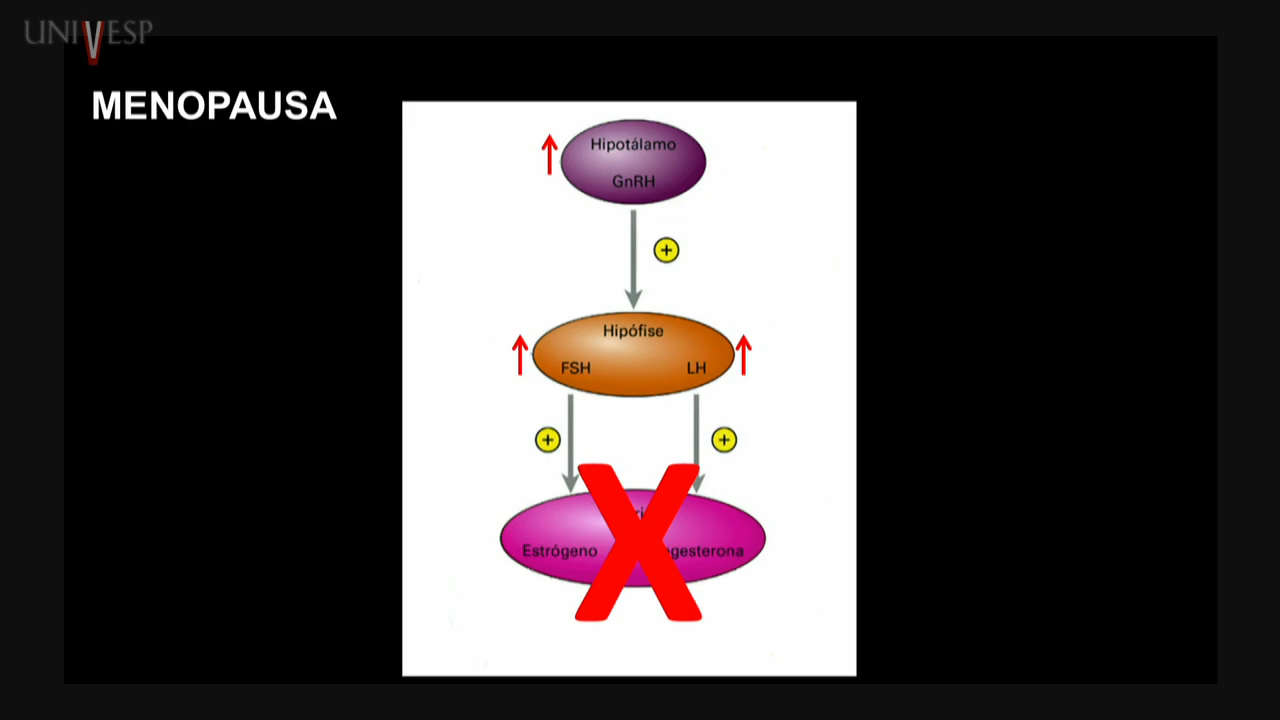 UNIVESP
MENOPAUSA
Hipotálamo
GnRH
+
Hipófise
FSH LH
+ +
Estrógeno